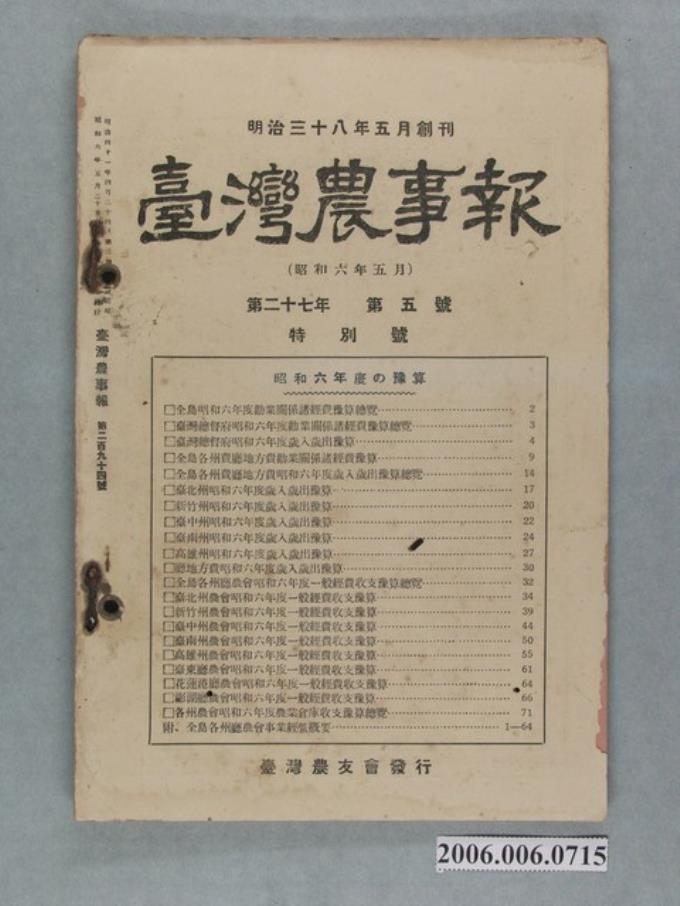 明治三十八年五月創刊
臺灣農事報
(昭和六年五月)
第二十七年 第五號
特別號
昭和六年度の豫算
□全島昭和六年度勸業關係諸經費豫算總覽 2
□臺灣總督府昭和六年度勸業關係諸經費豫算總覽 3
□臺灣總督府昭和六年度歲入歲出豫算 4
□全島各州費廳地方費勸業關係諸經費豫算 9
□全島各州費廳地方費昭和六年度歲入歲出豫算總覽 14
□臺北州昭和六年度歲入歲出豫算 17
□新竹州昭和六年度歲入歲出豫算 20
□臺中州昭和六年度歲入歲出豫算 22
□臺南州昭和六年度歲入歲出豫算 24
□高雄州昭和六年度歲入歲出豫算 27
□廳地方費昭和六年度歲入歲出豫算 30
□全島各州廳農會昭和六年度一般經費收支豫算總覽 32
□臺北州農會昭和六年度一般經費收支豫算 34
□新竹州農會昭和六年度一般經費收支豫算 39
□臺中州農會昭和六年度一般經費收支豫算 44
□臺南州農會昭和六年度一般經費收支豫算 50
□高雄州農會昭和六年度一般經費收支豫算 55
□臺東廳農會昭和六年度一般經費收支豫算 61
□花蓮港廳農會昭和六年度一般經費收支豫算 64
□澎湖廳農會昭和六年度一般經費收支豫算 66
□各州農會昭和六年度農業倉庫收支豫算總覽 71
附、全島各州廳農會事業經營概要 1—64
臺灣農友會發行
臺灣農事報 第二百九十四號
2006.006.0715